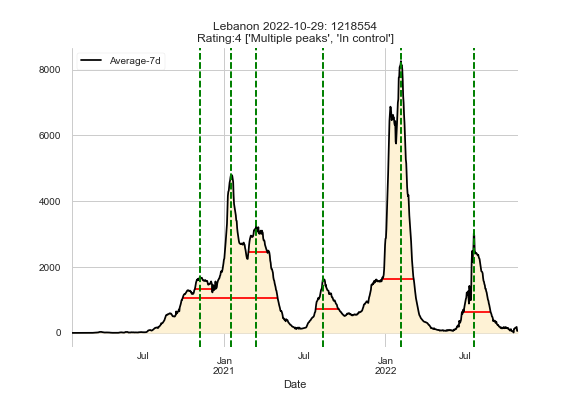 Lebanon 2022-10-29: 1218554
Rating:4 ['Multiple peaks', 'In control']
Average-7d
8000
6000
4000
2000
0
Jul
Jan
2021
Jul
Jan
2022
Jul
Date